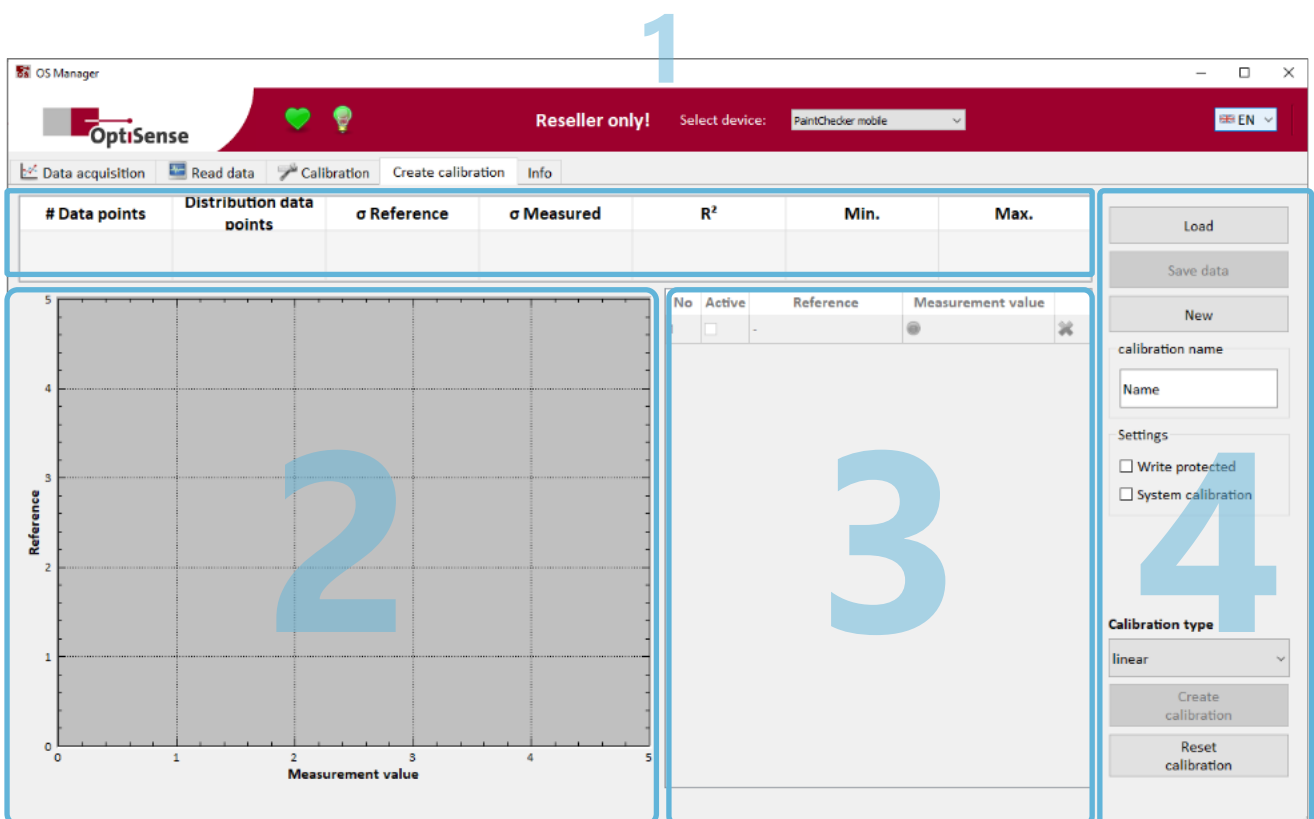 1
OS Manager
OptiSense
Reseller only! Select device: PaintChecker mobile EN
Data acquisition Read data Calibration Create calibration Info
# Data points Distribution data points σ Reference σ Measured R² Min. Max.
Load
Save data
New
calibration name
Name
Settings
Write protected
System calibration
Calibration type
linear
Create
calibration
Reset
calibration
No Active Reference Measurement value
-
5
4
3
2
1
0
0 1 2 3 4 5
Reference
Measurement value
2
3
4